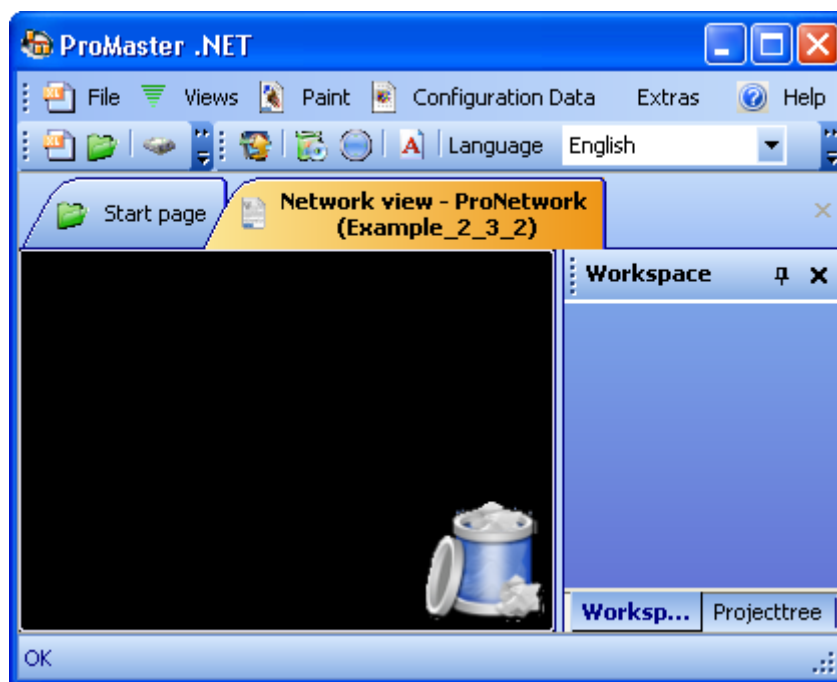 ProMaster .NET
File Views Paint Configuration Data Extras Help
A Language English
Start page
Network view - ProNetwork
(Example_2_3_2)
Workspace
Worksp... Projecttree
OK